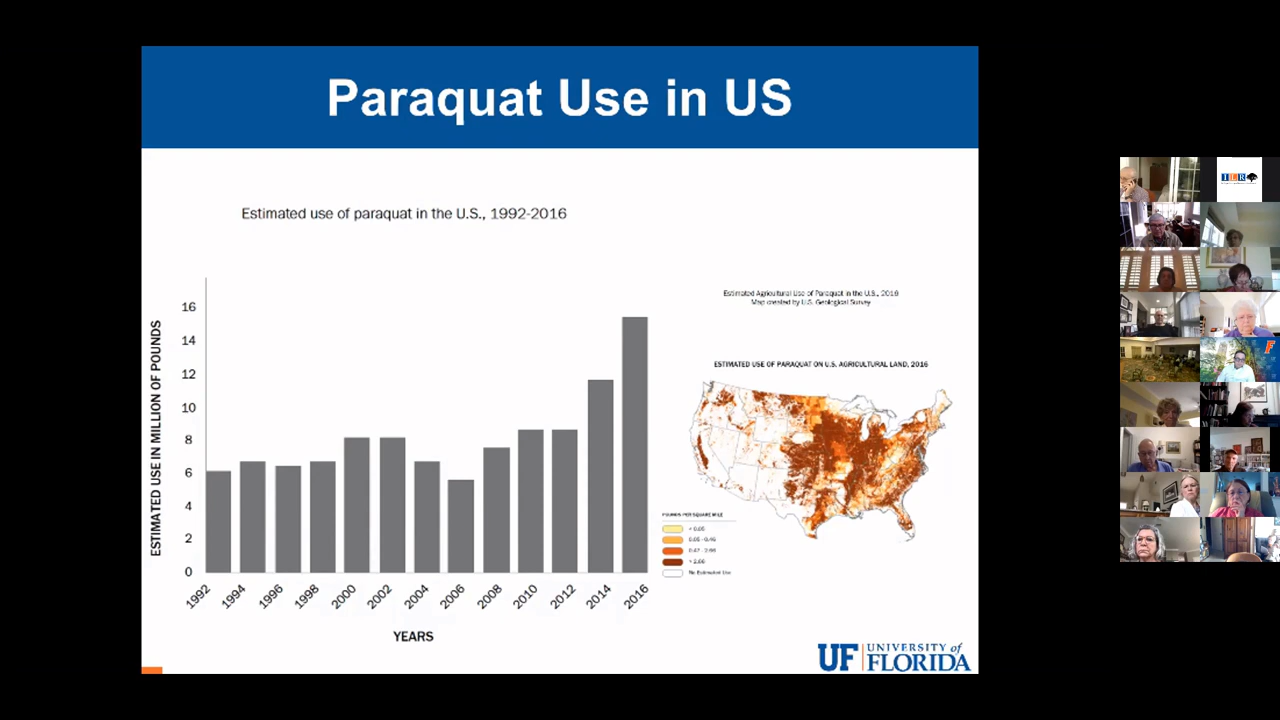 Paraquat Use in US
Estimated use of paraquat in the U.S., 1992-2016
ESTIMATED USE IN MILLION OF POUNDS
16
14
12
10
8
6
4
2
0
1992
1994
1996
1998
2000
2002
2004
2006
2008
2010
2012
2014
2016
YEARS
Estimated Agricultural Use of Paraquat in the U.S., 2016
Map created by U.S. Geological Survey
ESTIMATED USE OF PARAQUAT ON U.S. AGRICULTURAL LAND, 2016
POUNDS PER SQUARE MILE
No Estimated Use
UF UNIVERSITY of
FLORIDA
ILR